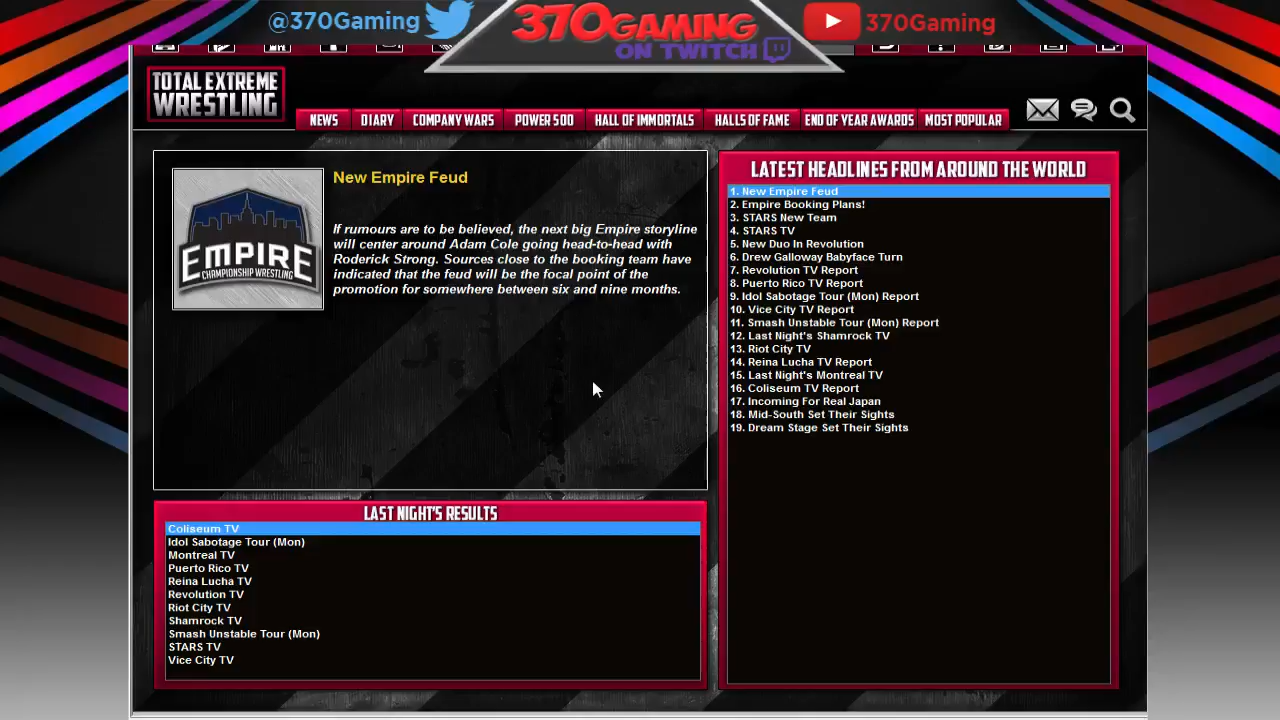 @370Gaming
370GAMING
ON TWITCH
370Gaming
TOTAL EXTREME
WRESTLING
NEWS
DIARY
COMPANY WARS
POWER 500
HALL OF IMMORTALS
HALLS OF FAME
END OF YEAR AWARDS
MOST POPULAR
EMPIRE
CHAMPIONSHIP WRESTLING
New Empire Feud
If rumours are to be believed, the next big Empire storyline
will center around Adam Cole going head-to-head with
Roderick Strong. Sources close to the booking team have
indicated that the feud will be the focal point of the
promotion for somewhere between six and nine months.
LATEST HEADLINES FROM AROUND THE WORLD
1. New Empire Feud
2. Empire Booking Plans!
3. STARS New Team
4. STARS TV
5. New Duo In Revolution
6. Drew Galloway Babyface Turn
7. Revolution TV Report
8. Puerto Rico TV Report
9. Idol Sabotage Tour (Mon) Report
10. Vice City TV Report
11. Smash Unstable Tour (Mon) Report
12. Last Night's Shamrock TV
13. Riot City TV
14. Reina Lucha TV Report
15. Last Night's Montreal TV
16. Coliseum TV Report
17. Incoming For Real Japan
18. Mid-South Set Their Sights
19. Dream Stage Set Their Sights
LAST NIGHT'S RESULTS
Coliseum TV
Idol Sabotage Tour (Mon)
Montreal TV
Puerto Rico TV
Reina Lucha TV
Revolution TV
Riot City TV
Shamrock TV
Smash Unstable Tour (Mon)
STARS TV
Vice City TV